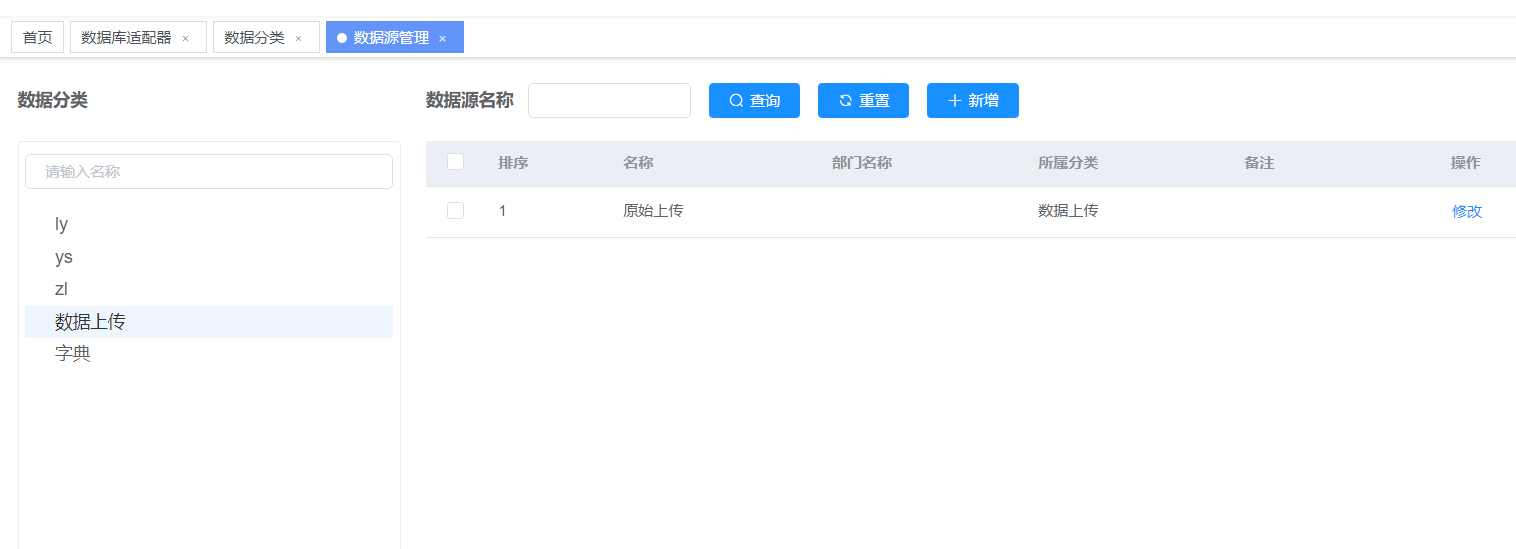 首页 数据库适配器 × 数据分类 × 数据源管理 ×
数据分类
请输入名称
ly
ys
zl
数据上传
字典
数据源名称 查询 重置 新增
排序 名称 部门名称 所属分类 备注 操作
1 原始上传 数据上传 修改